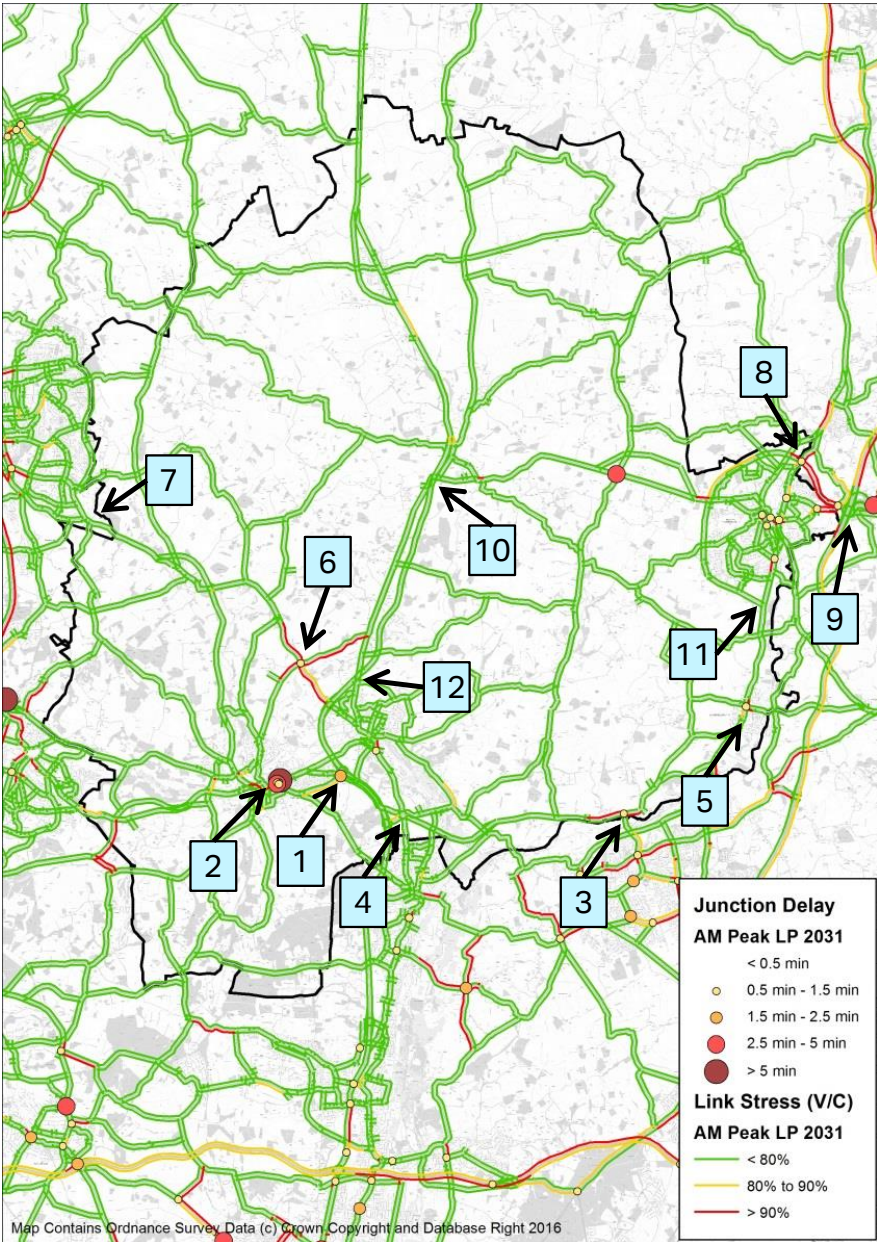 8
7
10
6
9
11
12
5
1
2
4
3
Junction Delay
AM Peak LP 2031
< 0.5 min
0.5 min - 1.5 min
1.5 min - 2.5 min
2.5 min - 5 min
> 5 min
Link Stress (V/C)
AM Peak LP 2031
< 80%
80% to 90%
> 90%
Map Contains Ordnance Survey Data (c) Crown Copyright and Database Right 2016